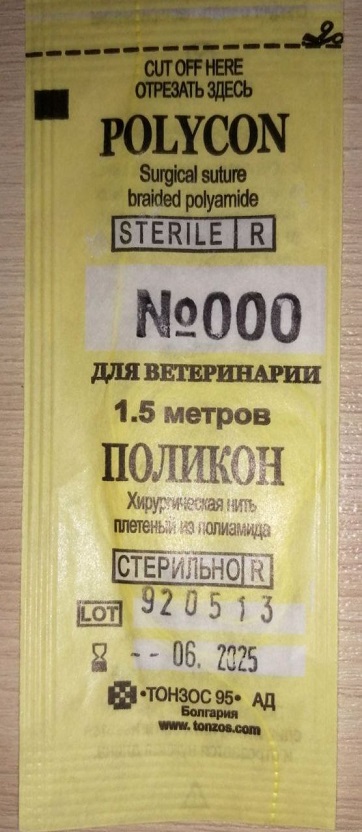 CUT OFF HERE
ОТРЕЗАТЬ ЗДЕСЬ
POLYCON
Surgical suture
braided polyamide
STERILE R
№000
ДЛЯ ВЕТЕРИНАРИИ
1.5 метров
ПОЛИКОН
Хирургическая нить
плетеный из полиамида
СТЕРИЛЬНО R
LOT 920513
-- 06. 2025
•ТОНЗОС 95• АД
Болгария
www. tonzos.com